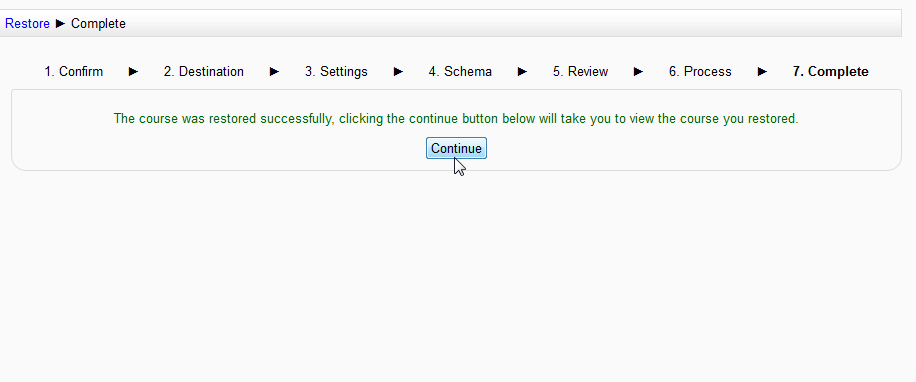 Restore ► Complete
1. Confirm ► 2. Destination ► 3. Settings ► 4. Schema ► 5. Review ► 6. Process ► 7. Complete
The course was restored successfully, clicking the continue button below will take you to view the course you restored.
Continue